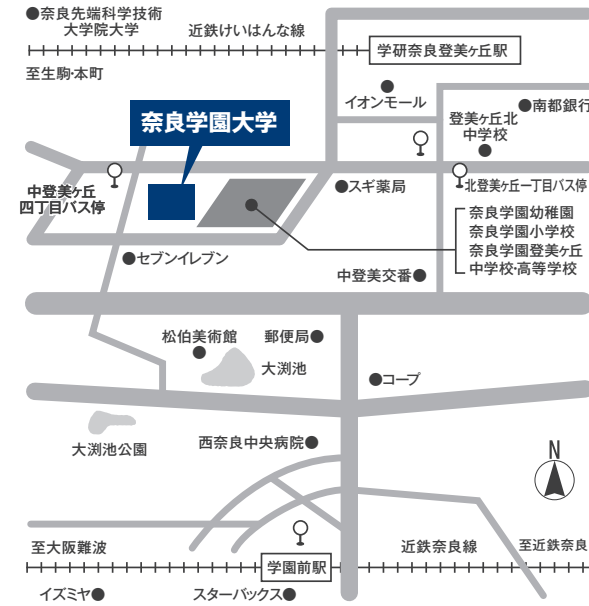 奈良先端科学技術
大学院大学
近鉄けいはんな線
学研奈良登美ヶ丘駅
至生駒・本町
イオンモール
南都銀行
登美ヶ丘北
中学校
奈良学園大学
中登美ヶ丘
四丁目バス停
スギ薬局
北登美ヶ丘一丁目バス停
奈良学園幼稚園
奈良学園小学校
奈良学園登美ヶ丘
中学校・高等学校
セブンイレブン
中登美交番
松伯美術館
郵便局
大渕池
コープ
大渕池公園
西奈良中央病院
N
至大阪難波
学園前駅
近鉄奈良線
至近鉄奈良
イズミヤ
スターバックス